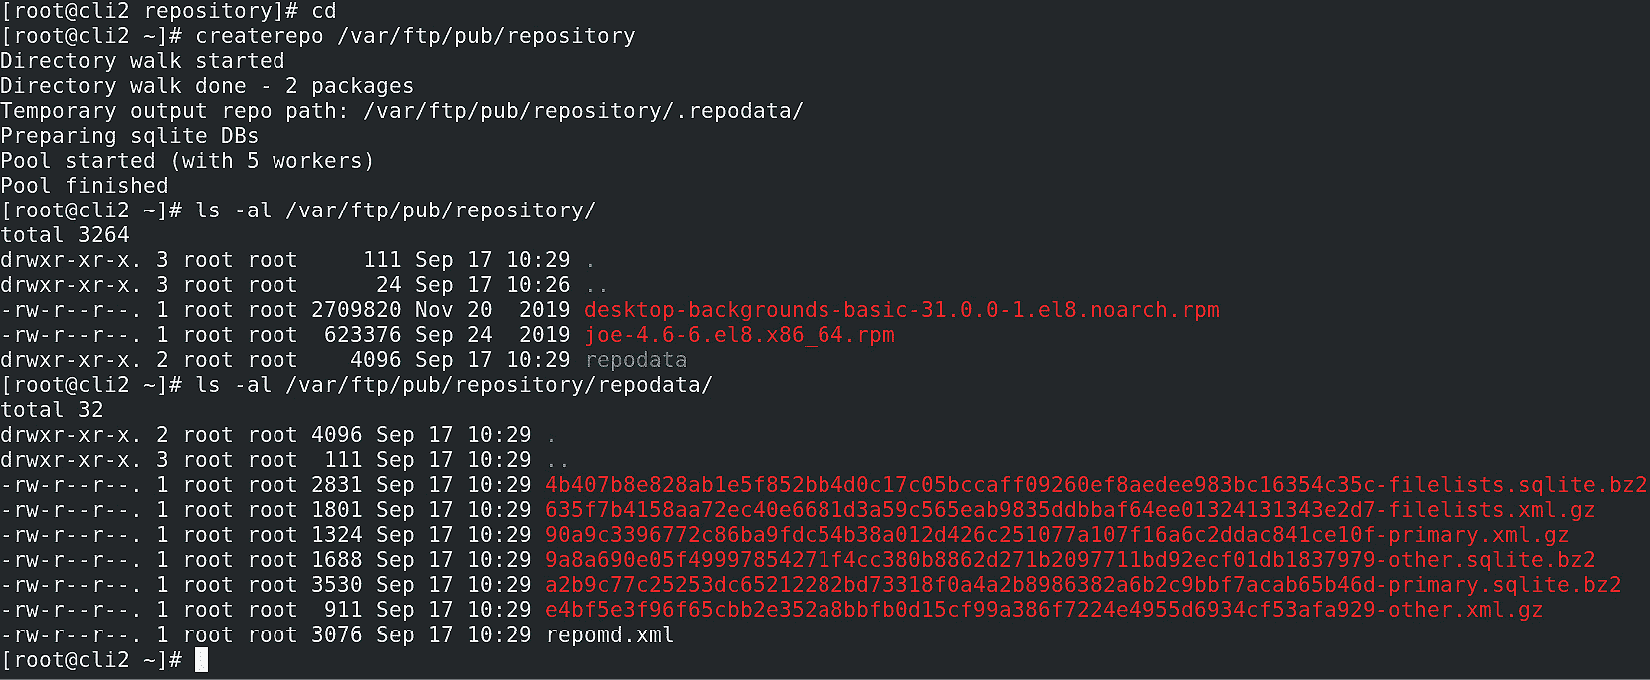 [root@cli2 repository]# cd
[root@cli2 ~]# createrepo /var/ftp/pub/repository
Directory walk started
Directory walk done - 2 packages
Temporary output repo path: /var/ftp/pub/repository/.repodata/
Preparing sqlite DBs
Pool started (with 5 workers)
Pool finished
[root@cli2 ~]# ls -al /var/ftp/pub/repository/
total 3264
drwxr-xr-x. 3 root root     111 Sep 17 10:29 .
drwxr-xr-x. 3 root root      24 Sep 17 10:26 ..
-rw-r--r--. 1 root root 2709820 Nov 20  2019 desktop-backgrounds-basic-31.0.0-1.el8.noarch.rpm
-rw-r--r--. 1 root root  623376 Sep 24  2019 joe-4.6-6.el8.x86_64.rpm
drwxr-xr-x. 2 root root    4096 Sep 17 10:29 repodata
[root@cli2 ~]# ls -al /var/ftp/pub/repository/repodata/
total 32
drwxr-xr-x. 2 root root 4096 Sep 17 10:29 .
drwxr-xr-x. 3 root root  111 Sep 17 10:29 ..
-rw-r--r--. 1 root root 2831 Sep 17 10:29 4b407b8e828ab1e5f852bb4d0c17c05bccaff09260ef8aedee983bc16354c35c-filelists.sqlite.bz2
-rw-r--r--. 1 root root 1801 Sep 17 10:29 635f7b4158aa72ec40e6681d3a59c565eab9835ddbbaf64ee01324131343e2d7-filelists.xml.gz
-rw-r--r--. 1 root root 1324 Sep 17 10:29 90a9c3396772c86ba9fdc54b38a012d426c251077a107f16a6c2ddac841ce10f-primary.xml.gz
-rw-r--r--. 1 root root 1688 Sep 17 10:29 9a8a690e05f49997854271f4cc380b8862d271b2097711bd92ecf01db1837979-other.sqlite.bz2
-rw-r--r--. 1 root root 3530 Sep 17 10:29 a2b9c77c25253dc65212282bd73318f0a4a2b8986382a6b2c9bbf7acab65b46d-primary.sqlite.bz2
-rw-r--r--. 1 root root  911 Sep 17 10:29 e4bf5e3f96f65cbb2e352a8bbfb0d15cf99a386f7224e4955d6934cf53afa929-other.xml.gz
-rw-r--r--. 1 root root 3076 Sep 17 10:29 repomd.xml
[root@cli2 ~]#